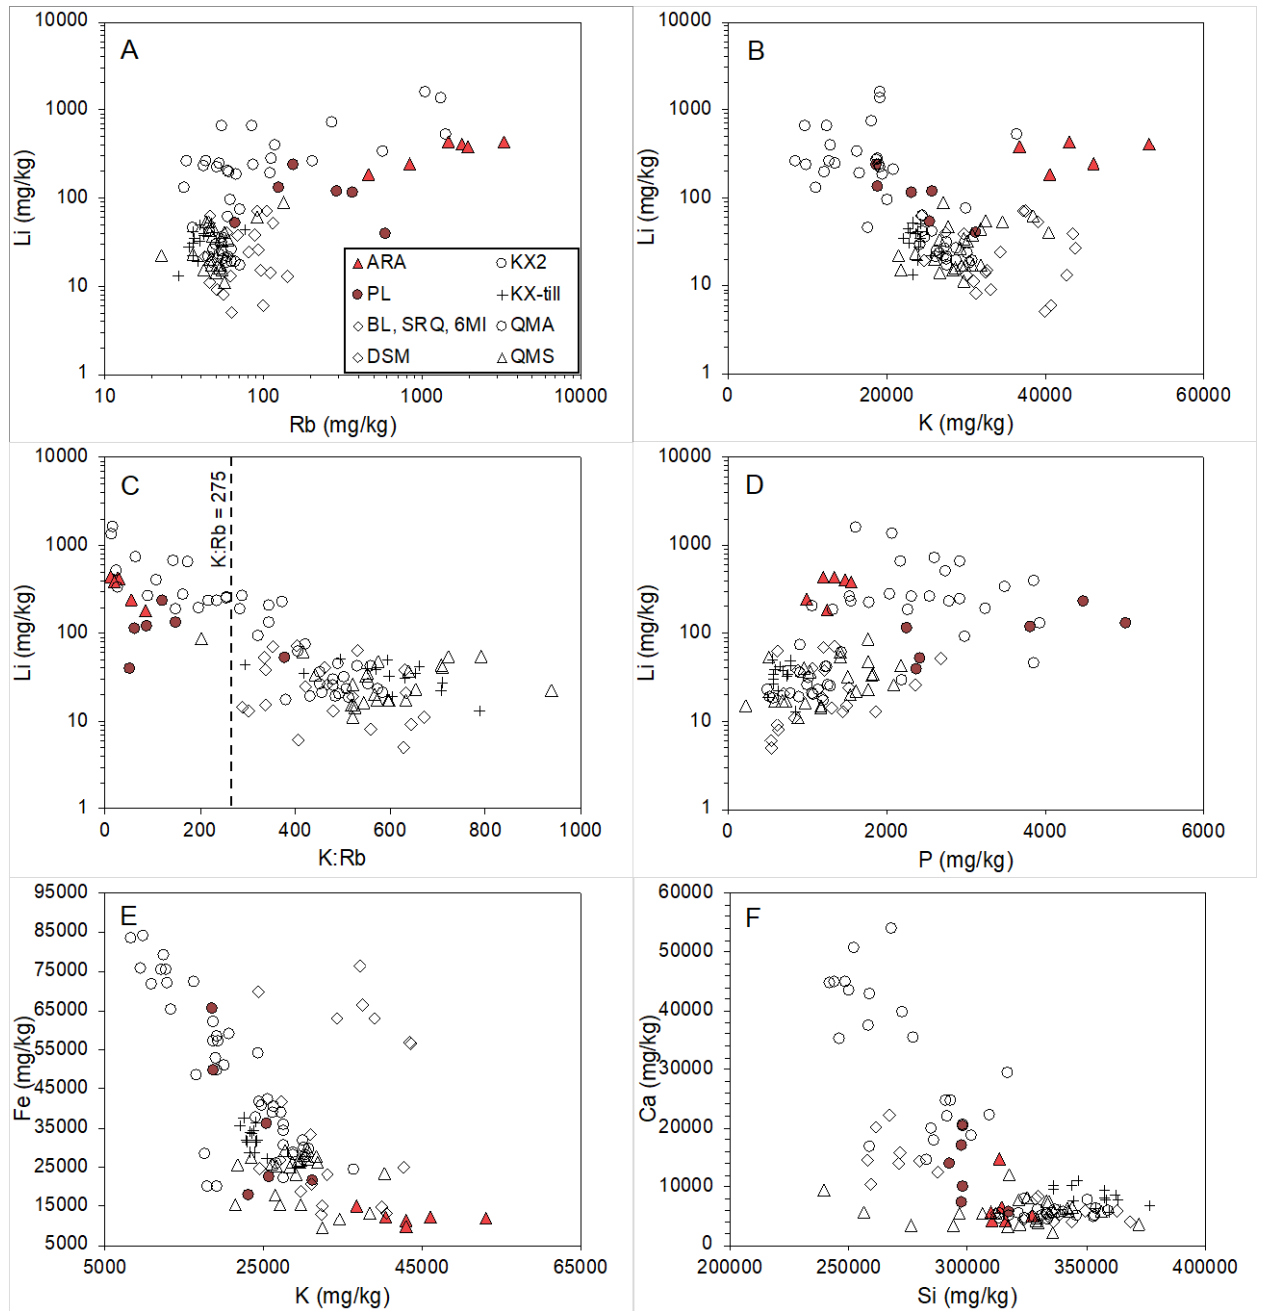 A
10000
1000
100
10
1
Li (mg/kg)
10 100 1000 10000
Rb (mg/kg)
ARA KX2
PL KX-till
BL, SRQ, 6MI QMA
DSM QMS
B
10000
1000
100
10
1
Li (mg/kg)
0 20000 40000 60000
K (mg/kg)
C
10000
1000
100
10
1
Li (mg/kg)
K:Rb = 275
0 200 400 600 800 1000
K:Rb
D
10000
1000
100
10
1
Li (mg/kg)
0 2000 4000 6000
P (mg/kg)
E
95000
85000
75000
65000
55000
45000
35000
25000
15000
5000
Fe (mg/kg)
5000 25000 45000 65000
K (mg/kg)
F
60000
50000
40000
30000
20000
10000
0
Ca (mg/kg)
200000 250000 300000 350000 400000
Si (mg/kg)